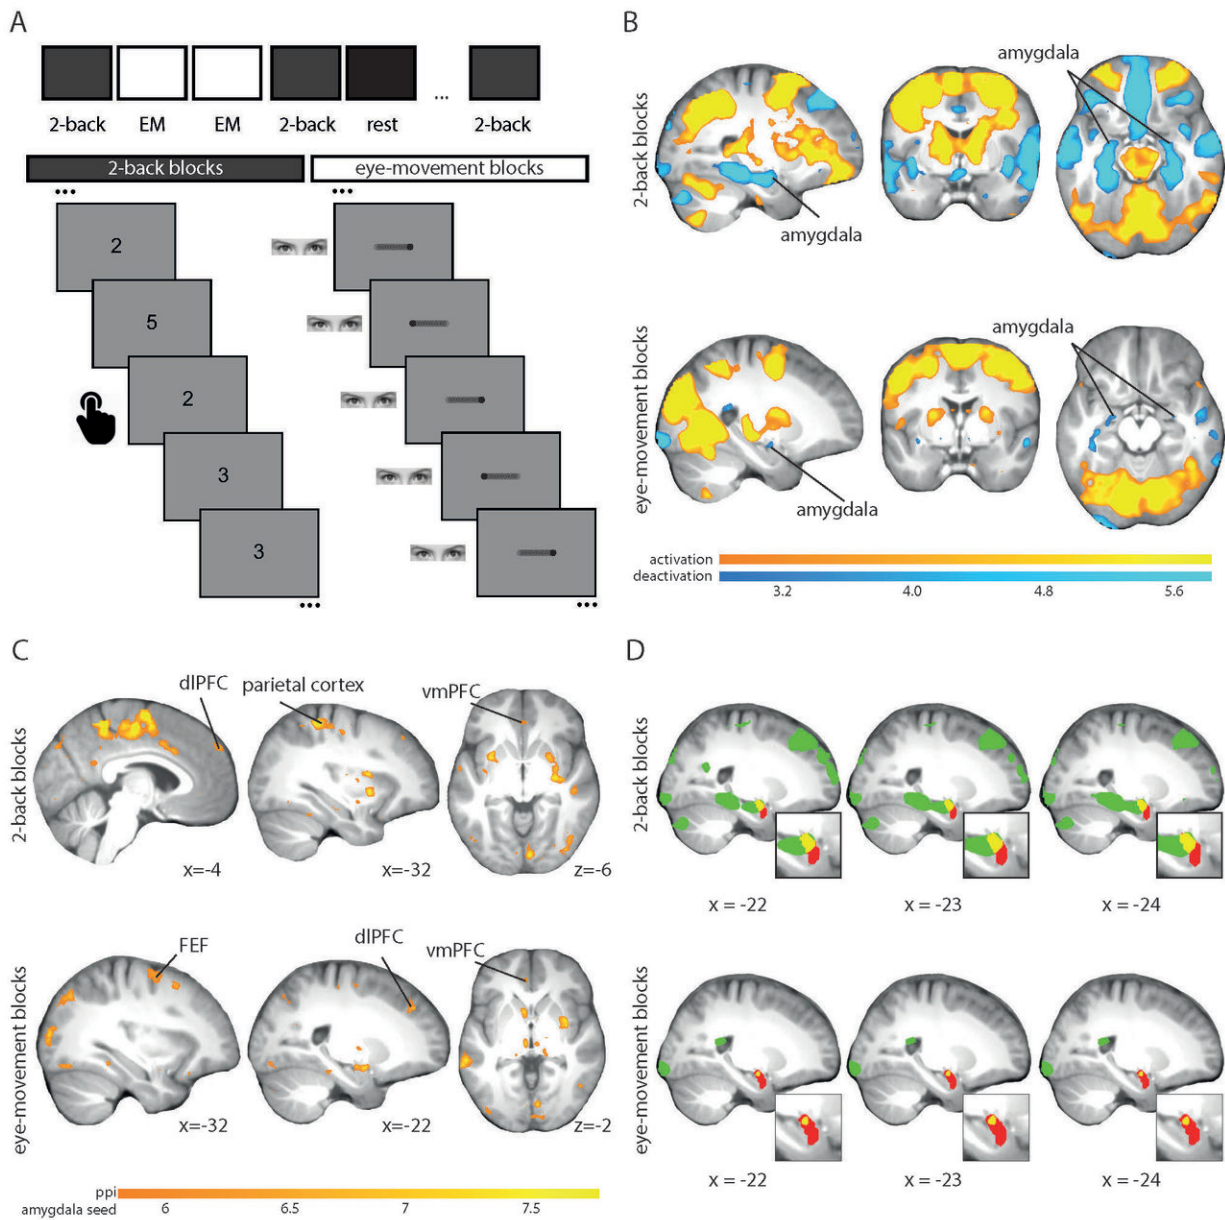 A
2-back
EM
EM
2-back
rest
...
2-back
2-back blocks
eye-movement blocks
...
...
2
5
2
3
3
...
...
B
2-back blocks
amygdala
amygdala
eye-movement blocks
amygdala
amygdala
activation
deactivation
3.2
4.0
4.8
5.6
C
2-back blocks
dlPFC
parietal cortex
vmPFC
x=-4
x=-32
z=-6
eye-movement blocks
FEF
dlPFC
vmPFC
x=-32
x=-22
z=-2
ppi
amygdala seed
6
6.5
7
7.5
D
2-back blocks
x = -22
x = -23
x = -24
eye-movement blocks
x = -22
x = -23
x = -24